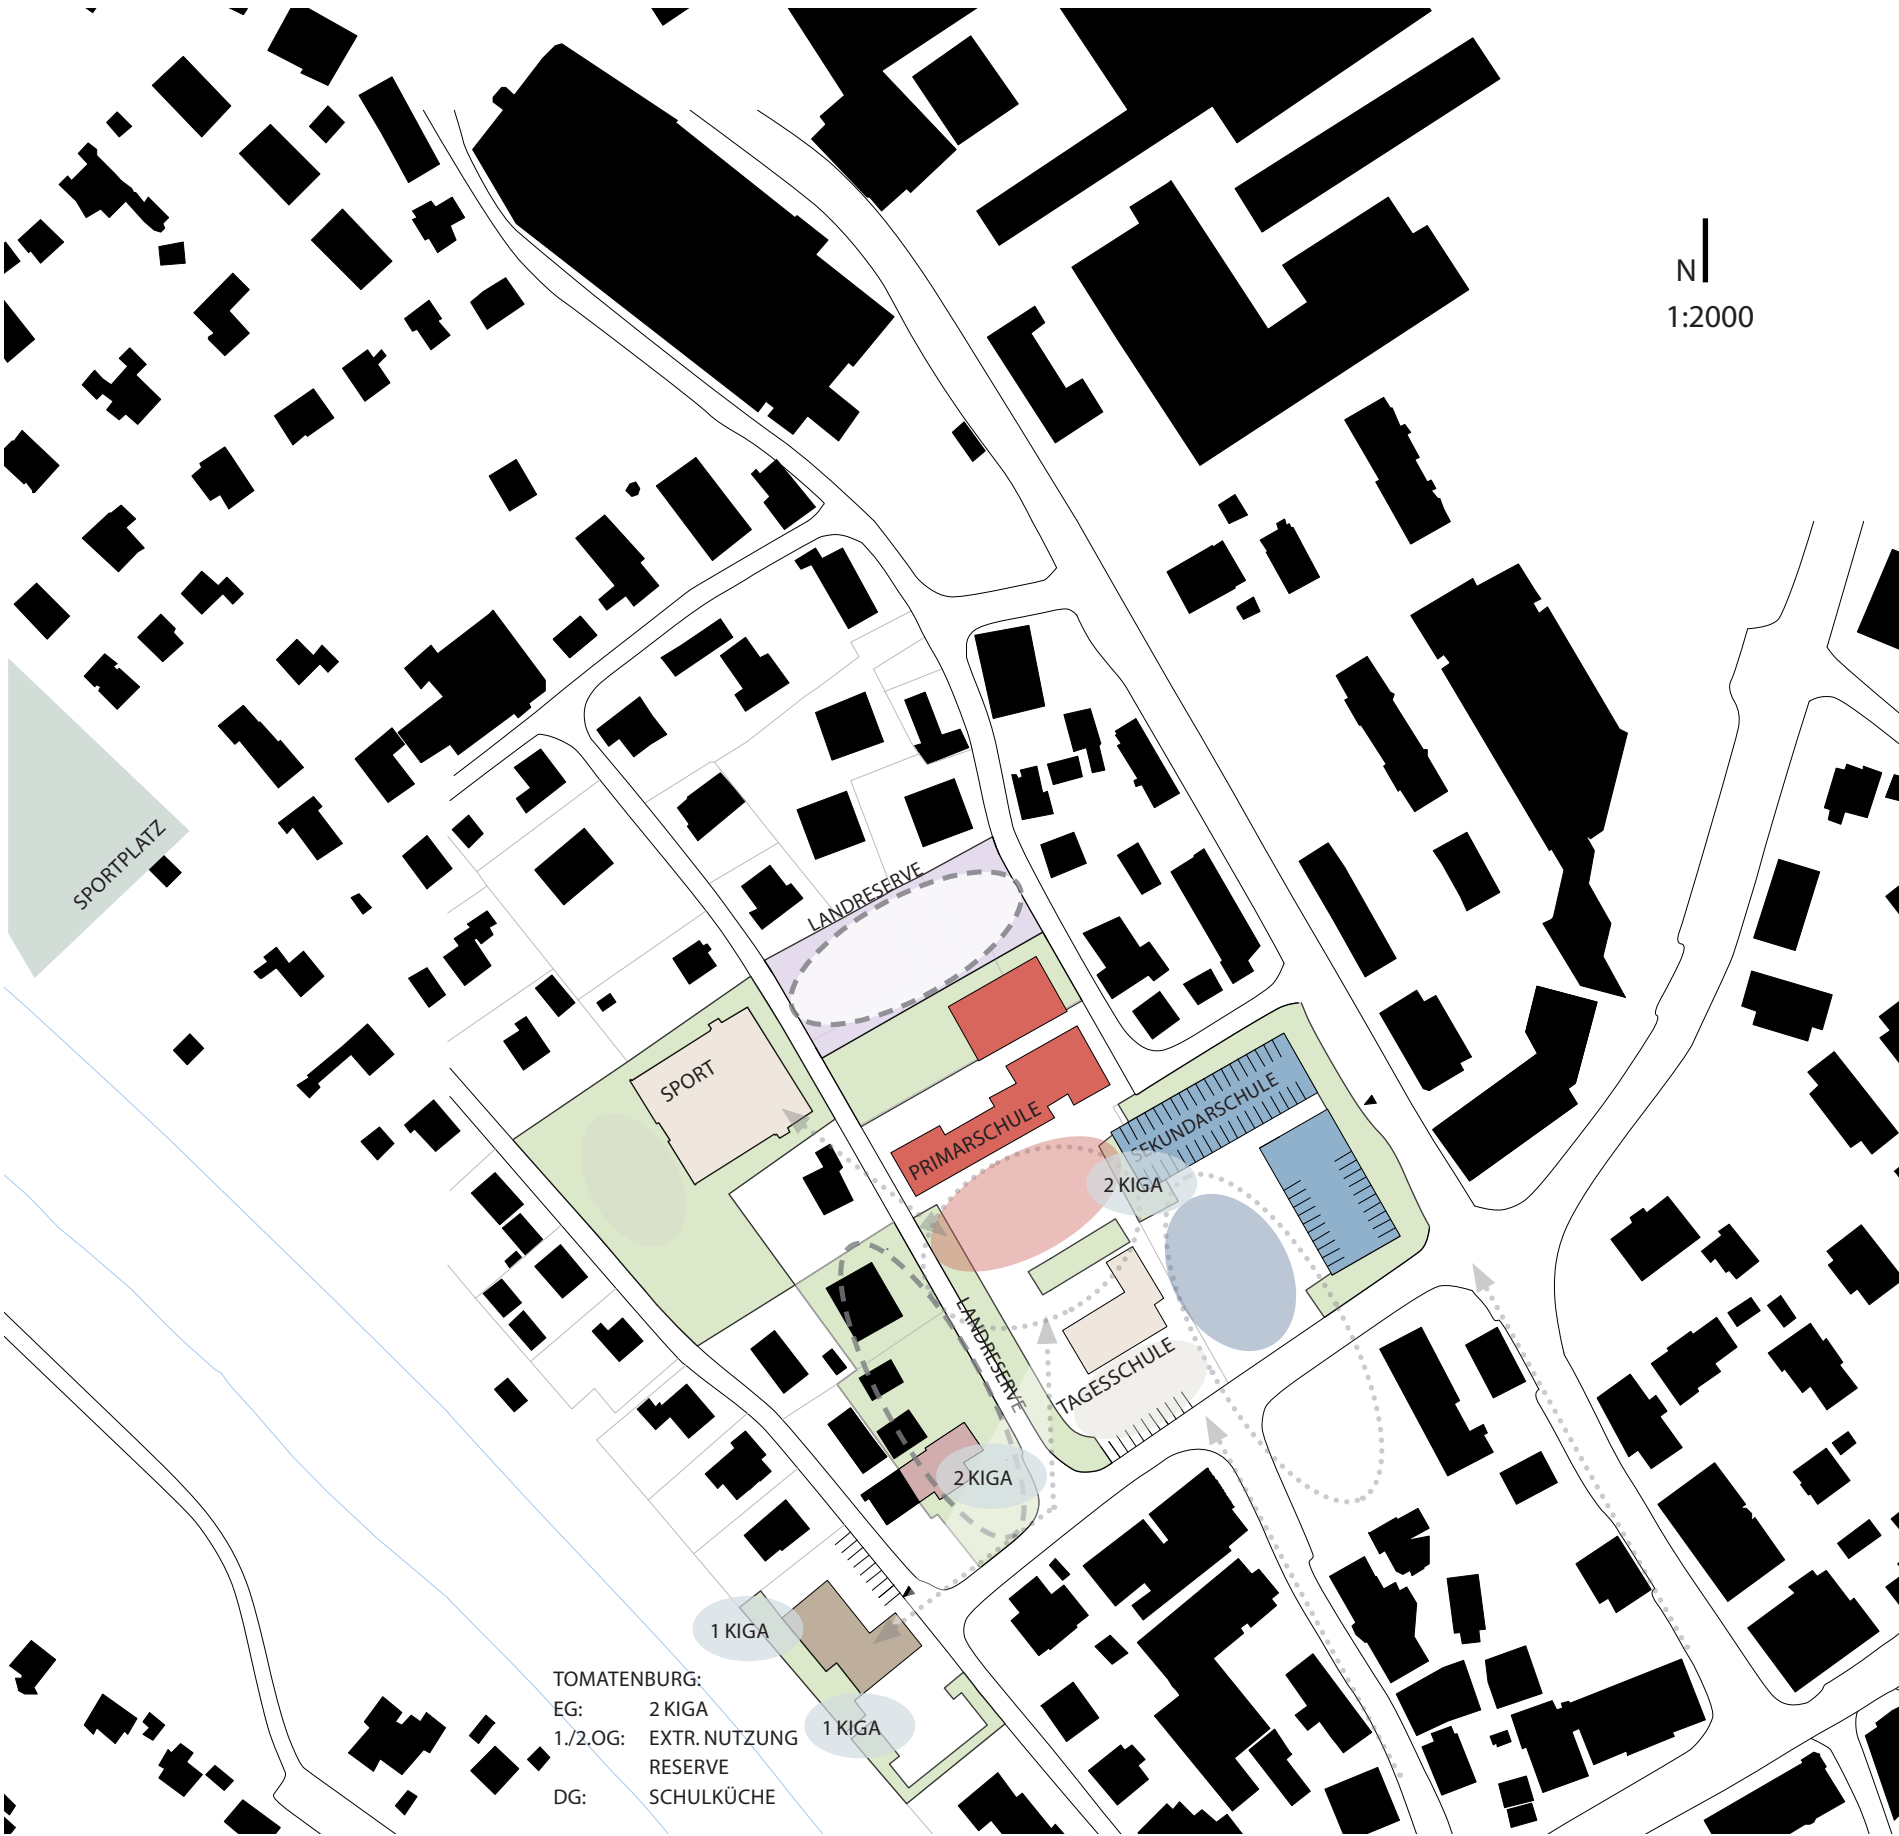 N
1:2000
SPORTPLATZ
LANDRESERVE
SPORT
PRIMARSCHULE
SEKUNDARSCHULE
2 KIGA
LANDRESERVE
TAGESSCHULE
2 KIGA
1 KIGA
1 KIGA
TOMATENBURG:
EG: 2 KIGA
1./2.OG: EXTR. NUTZUNG
RESERVE
DG: SCHULKÜCHE